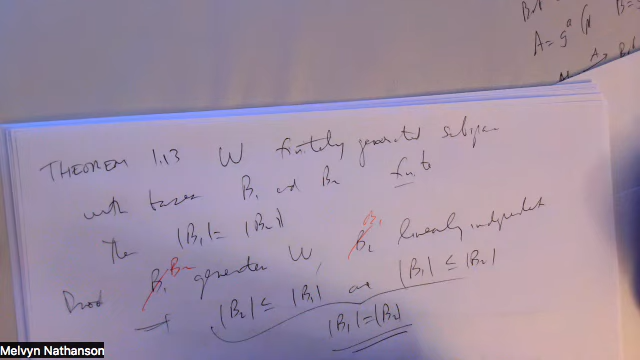 But
A = g
THEOREM 1.13 W finitely generated subspace
with bases B₁ and B₂ finite
Then |B₁| = |B₂|
Proof B₁ B₂ generates W, B₂ B₁ linearly independent
⇒ |B₂| ≤ |B₁| and |B₁| ≤ |B₂|
|B₁| = |B₂|
Melvyn Nathanson